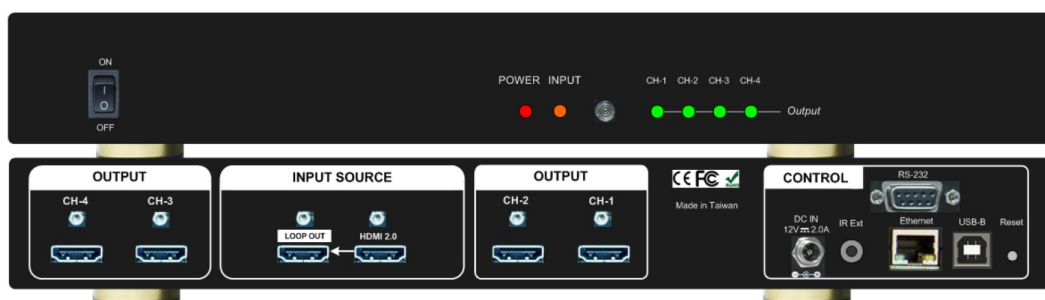 ON
I
O
OFF
POWER INPUT
CH-1 CH-2 CH-3 CH-4
Output
OUTPUT
CH-4 CH-3
INPUT SOURCE
LOOP OUT HDMI 2.0
OUTPUT
CH-2 CH-1
CE FC
Made in Taiwan
CONTROL
RS-232
DC IN
12V 2.0A
IR Ext
Ethernet
USB-B
Reset